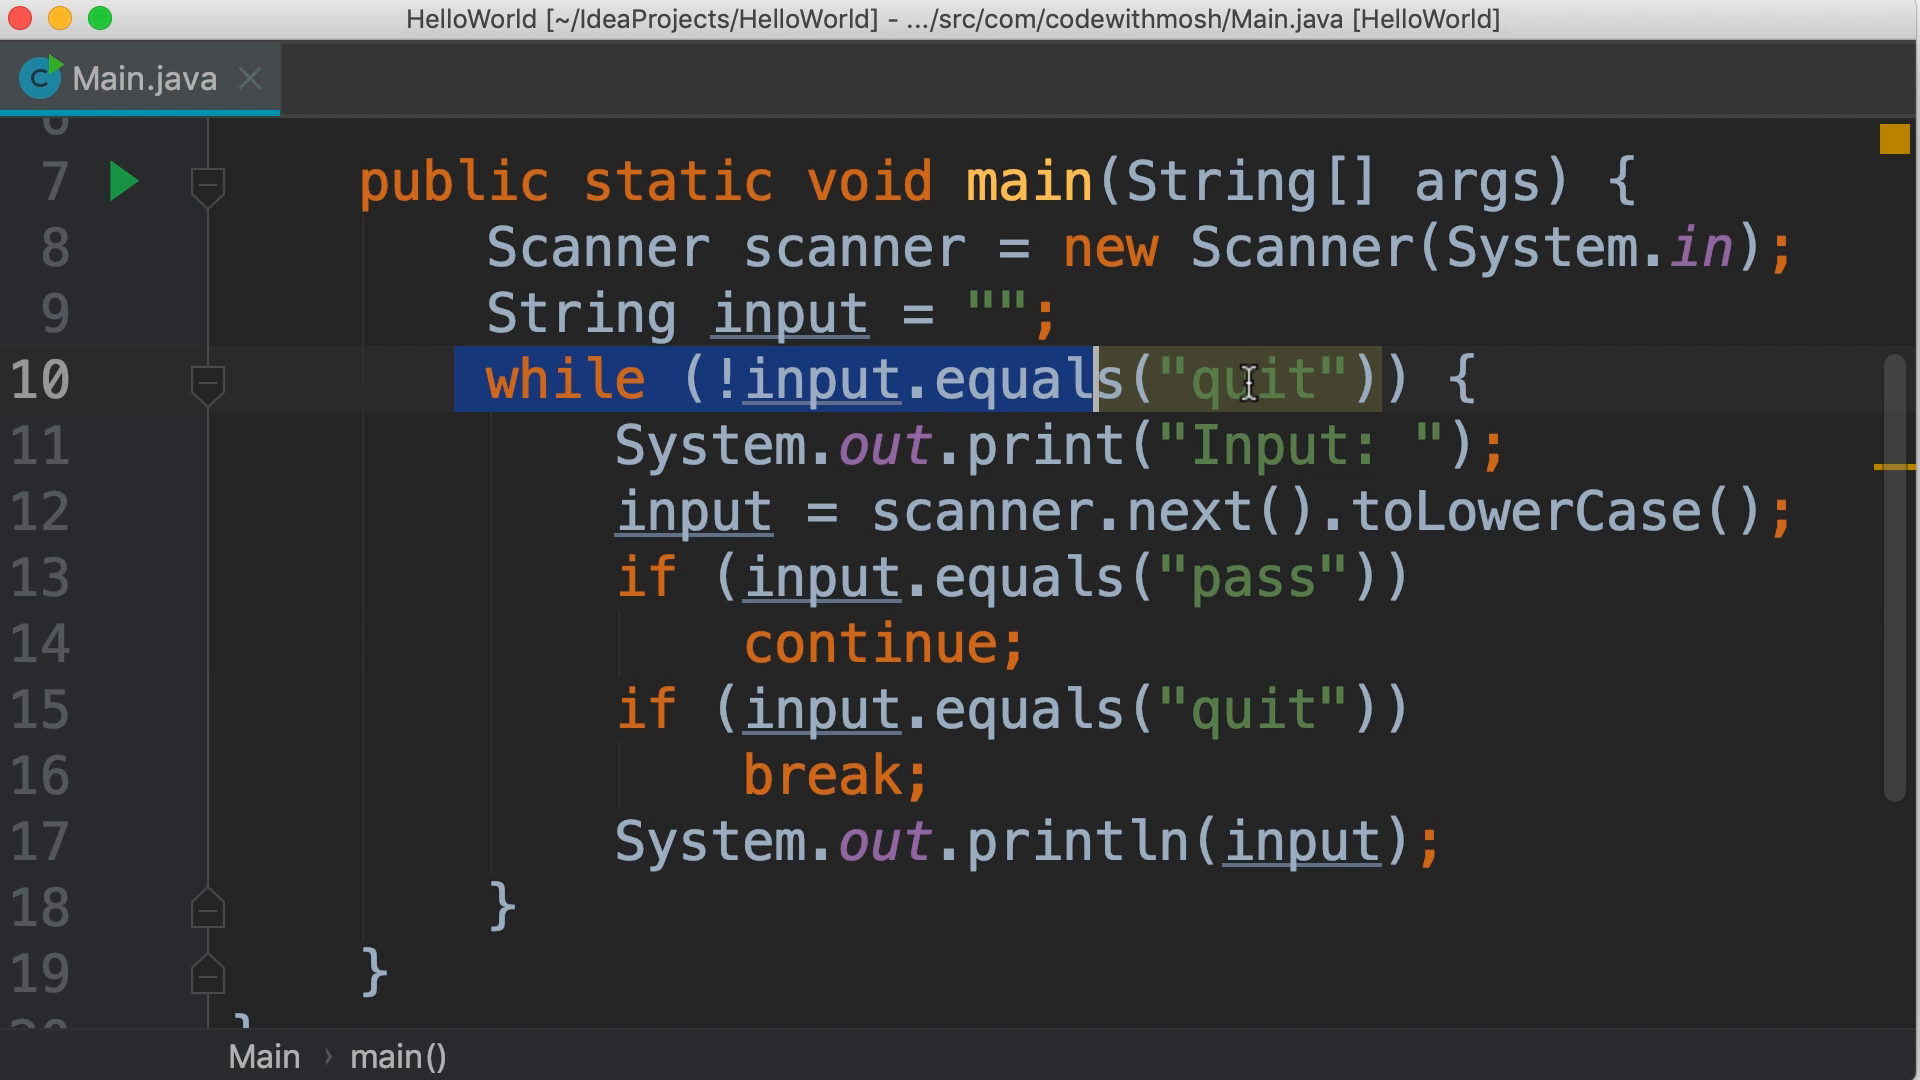 HelloWorld [~/IdeaProjects/HelloWorld] - .../src/com/codewithmosh/Main.java [HelloWorld]
Main.java
7 public static void main(String[] args) {
8 Scanner scanner = new Scanner(System.in);
9 String input = "";
10 while (!input.equals("quit")) {
11 System.out.print("Input: ");
12 input = scanner.next().toLowerCase();
13 if (input.equals("pass"))
14 continue;
15 if (input.equals("quit"))
16 break;
17 System.out.println(input);
18 }
19 }
Main › main()